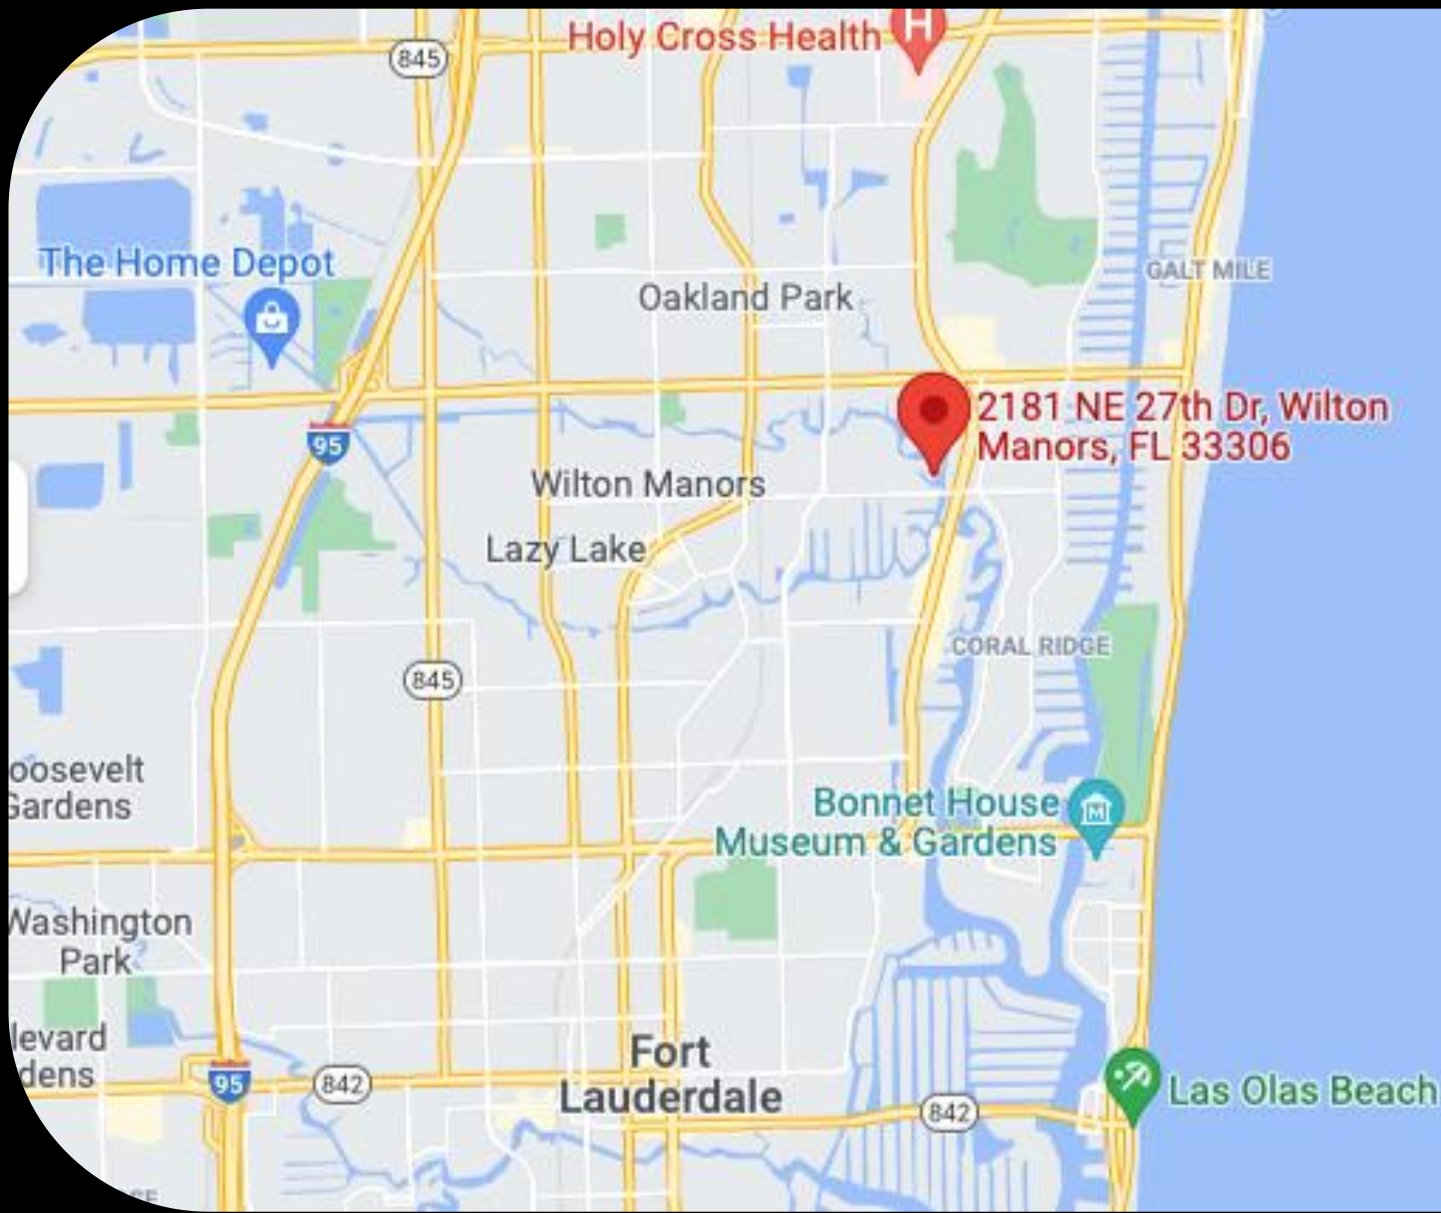 Holy Cross Health
H
845
The Home Depot
GALT MILE
Oakland Park
2181 NE 27th Dr, Wilton
Manors, FL 33306
95
Wilton Manors
Lazy Lake
CORAL RIDGE
845
oosevelt
Gardens
Bonnet House
Museum & Gardens
M
Washington
Park
levard
dens
Fort
Lauderdale
95
842
842
Las Olas Beach